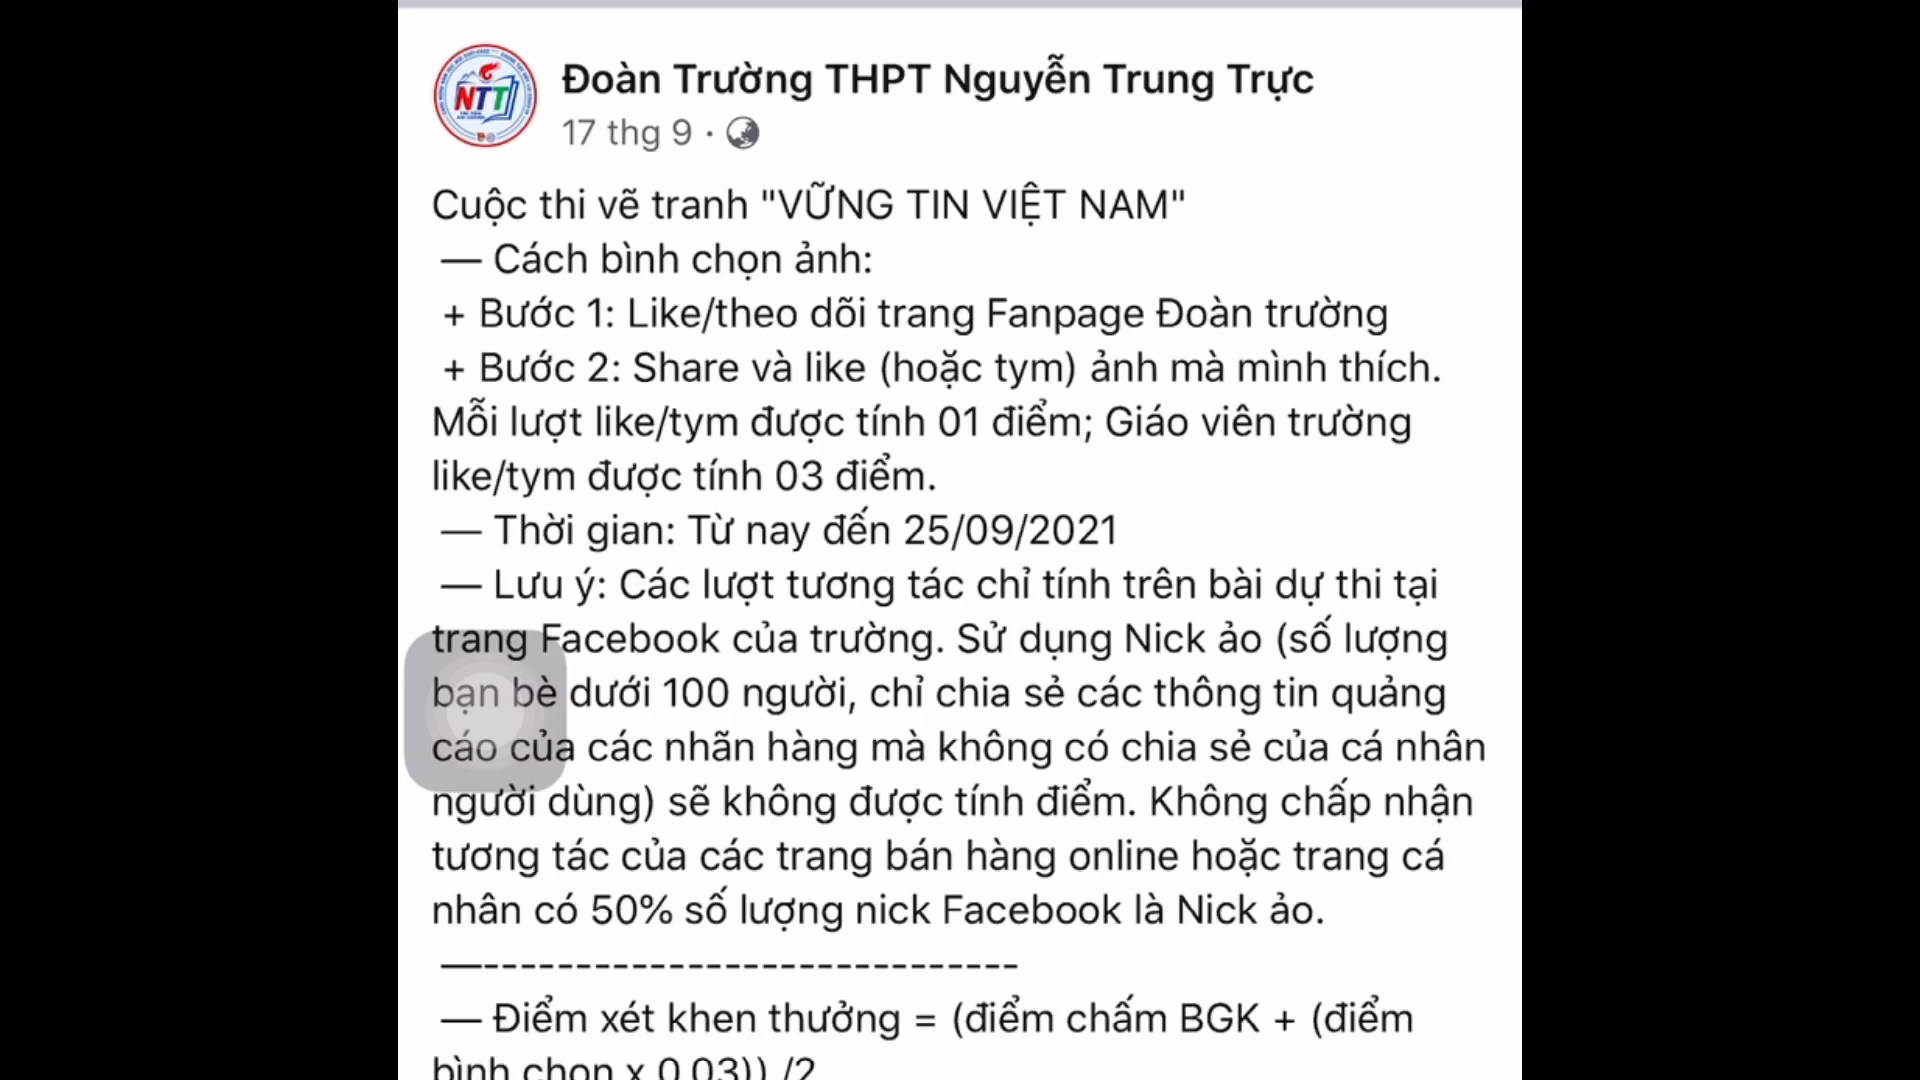 Đoàn Trường THPT Nguyễn Trung Trực
17 thg 9 ·
NTT
Cuộc thi vẽ tranh "VỮNG TIN VIỆT NAM"
— Cách bình chọn ảnh:
+ Bước 1: Like/theo dõi trang Fanpage Đoàn trường
+ Bước 2: Share và like (hoặc tym) ảnh mà mình thích.
Mỗi lượt like/tym được tính 01 điểm; Giáo viên trường
like/tym được tính 03 điểm.
— Thời gian: Từ nay đến 25/09/2021
— Lưu ý: Các lượt tương tác chỉ tính trên bài dự thi tại
trang Facebook của trường. Sử dụng Nick ảo (số lượng
bạn bè dưới 100 người, chỉ chia sẻ các thông tin quảng
cáo của các nhãn hàng mà không có chia sẻ của cá nhân
người dùng) sẽ không được tính điểm. Không chấp nhận
tương tác của các trang bán hàng online hoặc trang cá
nhân có 50% số lượng nick Facebook là Nick ảo.
—-----------------------------
— Điểm xét khen thưởng = (điểm chấm BGK + (điểm
bình chọn x 0,03)) /2